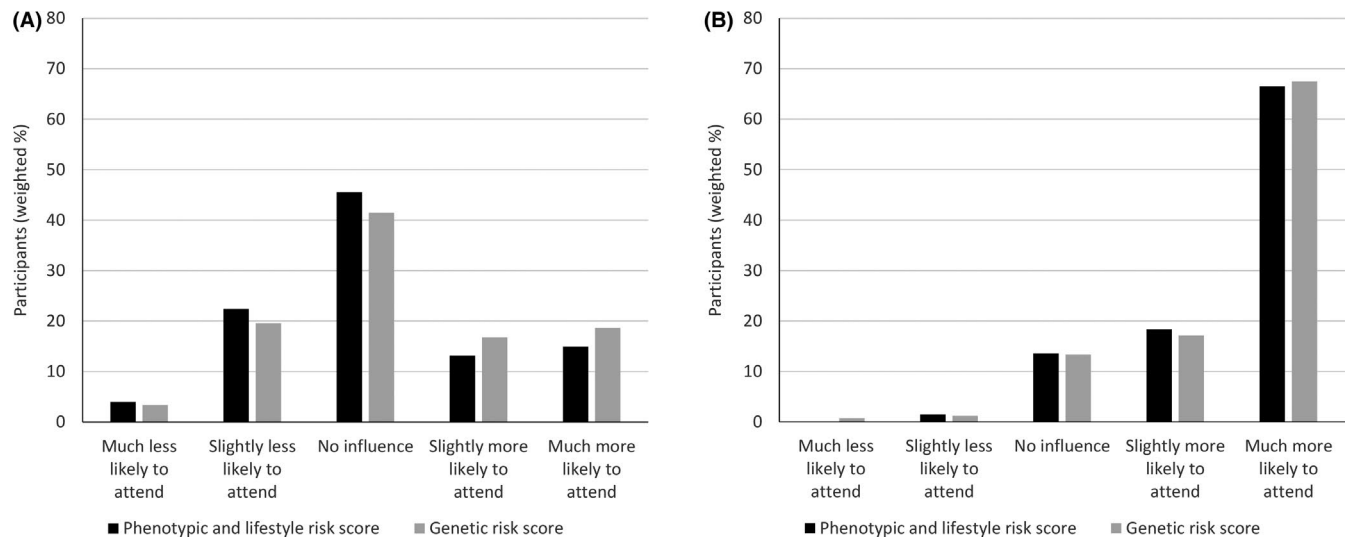 (A)
80
70
60
50
40
30
20
10
0
Participants (weighted %)
Much less
likely to
attend
Slightly less
likely to
attend
No influence
Slightly more
likely to
attend
Much more
likely to
attend
Phenotypic and lifestyle risk score
Genetic risk score
(B)
80
70
60
50
40
30
20
10
0
Participants (weighted %)
Much less
likely to
attend
Slightly less
likely to attend
No influence
Slightly more
likely to
attend
Much more
likely to attend
Phenotypic and lifestyle risk score
Genetic risk score